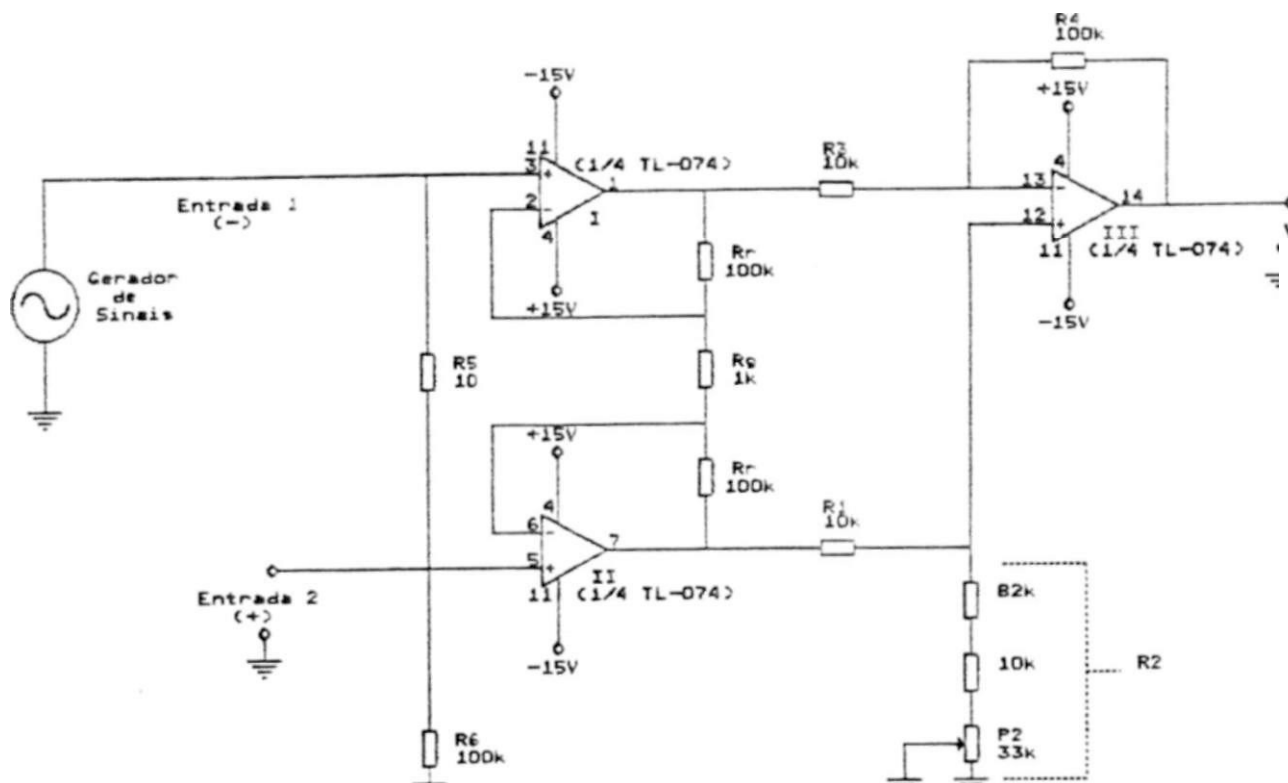 R4
100k
-15V
+15V
11
3
+
(1/4 TL-074)
1
R3
10k
4
13
-
14
Entrada 1
(-)
2
-
I
12
+
III
V
4
11
(1/4 TL-074)
Rr
100k
Gerador
de
Sinais
+15V
-15V
R5
10
Rg
1k
+15V
Rr
100k
4
R1
10k
6
-
7
5
+
II
Entrada 2
(+)
11
(1/4 TL-074)
82k
-15V
10k
R2
R6
100k
P2
33k